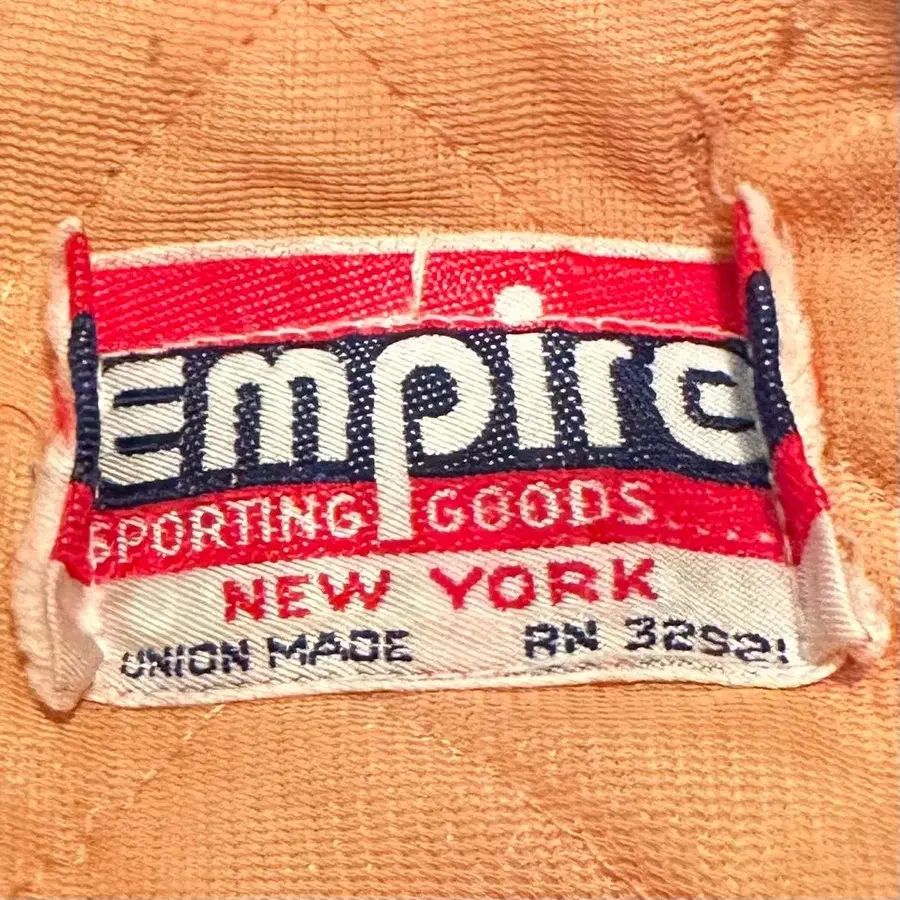 Empire
SPORTING GOODS
NEW YORK
UNION MADE RN 32921